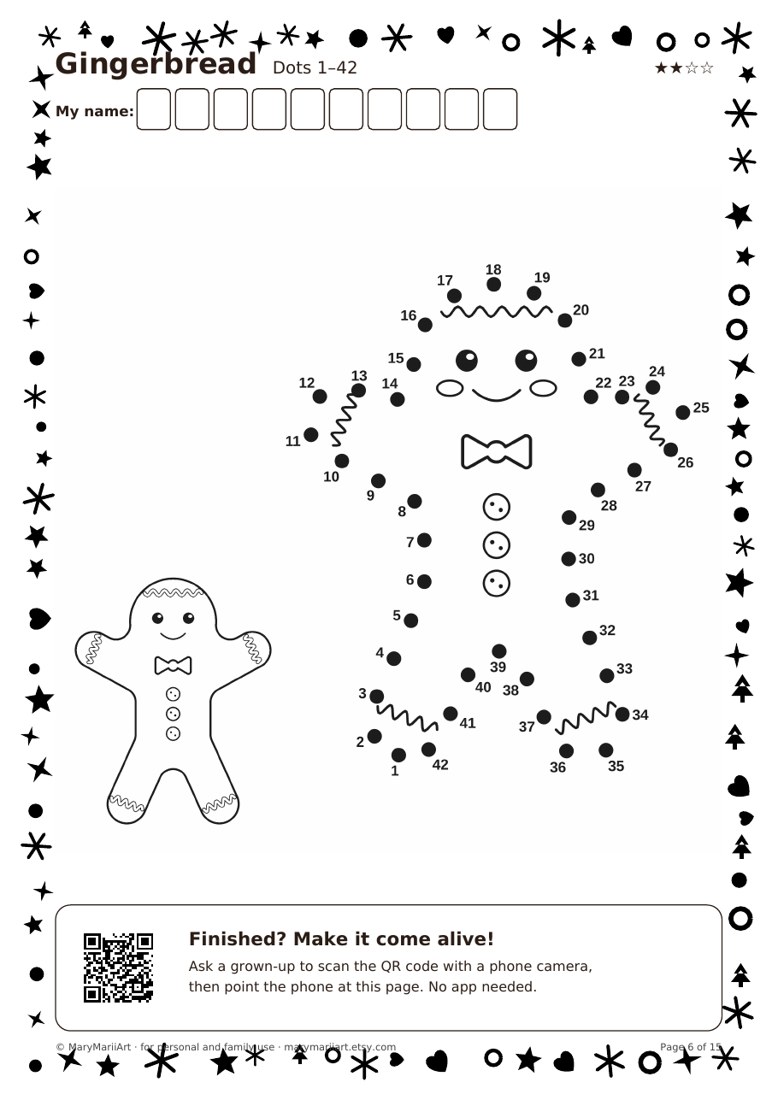 Gingerbread Dots 1–42 ★★☆☆
My name:
18
17 19
16 20
15 21
12 13 14 22 23 24
25
11
10 26
9 27
8 28
29
7
30
6
31
5
32
4
39 33
40 38
3
41 37 34
2
1 42 36 35
Finished? Make it come alive!
Ask a grown-up to scan the QR code with a phone camera,
then point the phone at this page. No app needed.
© MaryMariiArt · for personal and family use · marymariiart.etsy.com Page 6 of 15